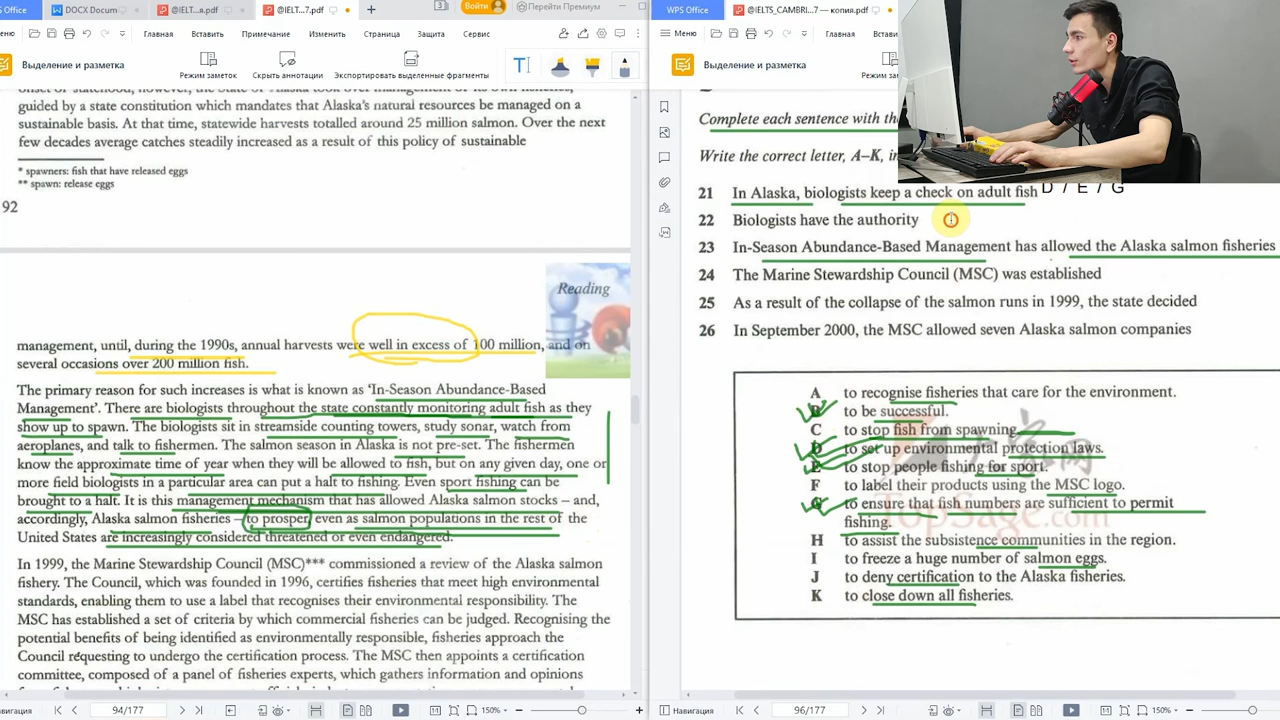 S Office
DOCX Docum
@IELT...я.pdf
@IELT...7.pdf
Войти
Перейти Премиум
WPS Office
@IELTS_CAMBRI...7 — копия.pdf
Главная
Вставить
Примечание
Изменить
Страница
Защита
Сервис
Меню
Главная
Встав
Выделение и разметка
Режим заметок
Скрыть аннотации
Экспортировать выделенные фрагменты
Выделение и разметка
guided by a state constitution which mandates that Alaska's natural resources be managed on a
sustainable basis. At that time, statewide harvests totalled around 25 million salmon. Over the next
few decades average catches steadily increased as a result of this policy of sustainable
* spawners: fish that have released eggs
** spawn: release eggs
92
Reading
management, until, during the 1990s, annual harvests were well in excess of 100 million, and on
several occasions over 200 million fish.
The primary reason for such increases is what is known as 'In-Season Abundance-Based
Management'. There are biologists throughout the state constantly monitoring adult fish as they
show up to spawn. The biologists sit in streamside counting towers, study sonar, watch from
aeroplanes, and talk to fishermen. The salmon season in Alaska is not pre-set. The fishermen
know the approximate time of year when they will be allowed to fish, but on any given day, one or
more field biologists in a particular area can put a halt to fishing. Even sport fishing can be
brought to a halt. It is this management mechanism that has allowed Alaska salmon stocks – and,
accordingly, Alaska salmon fisheries – to prosper, even as salmon populations in the rest of the
United States are increasingly considered threatened or even endangered.
In 1999, the Marine Stewardship Council (MSC)*** commissioned a review of the Alaska salmon
fishery. The Council, which was founded in 1996, certifies fisheries that meet high environmental
standards, enabling them to use a label that recognises their environmental responsibility. The
MSC has established a set of criteria by which commercial fisheries can be judged. Recognising the
potential benefits of being identified as environmentally responsible, fisheries approach the
Council requesting to undergo the certification process. The MSC then appoints a certification
committee, composed of a panel of fisheries experts, which gathers information and opinions
Complete each sentence with th
Write the correct letter, A–K, i
D / E / G
21 In Alaska, biologists keep a check on adult fish
22 Biologists have the authority
23 In-Season Abundance-Based Management has allowed the Alaska salmon fisheries
24 The Marine Stewardship Council (MSC) was established
25 As a result of the collapse of the salmon runs in 1999, the state decided
26 In September 2000, the MSC allowed seven Alaska salmon companies
A to recognise fisheries that care for the environment.
B to be successful.
C to stop fish from spawning.
D to set up environmental protection laws.
E to stop people fishing for sport.
F to label their products using the MSC logo.
G to ensure that fish numbers are sufficient to permit
fishing.
H to assist the subsistence communities in the region.
I to freeze a huge number of salmon eggs.
J to deny certification to the Alaska fisheries.
K to close down all fisheries.
TopSage.com
Навигация
94/177
150%
Навигация
96/177
150%